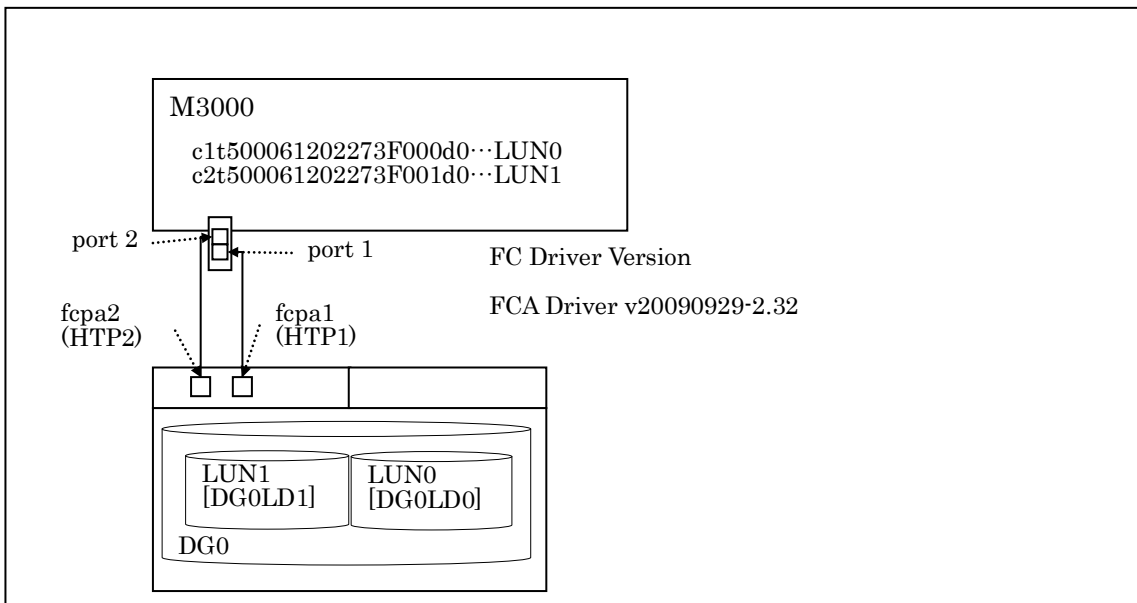 M3000
c1t500061202273F000d0…LUN0
c2t500061202273F001d0…LUN1
port 2
port 1
FC Driver Version
FCA Driver v20090929-2.32
fcpa2
(HTP2)
fcpa1
(HTP1)
LUN1
[DG0LD1]
LUN0
[DG0LD0]
DG0